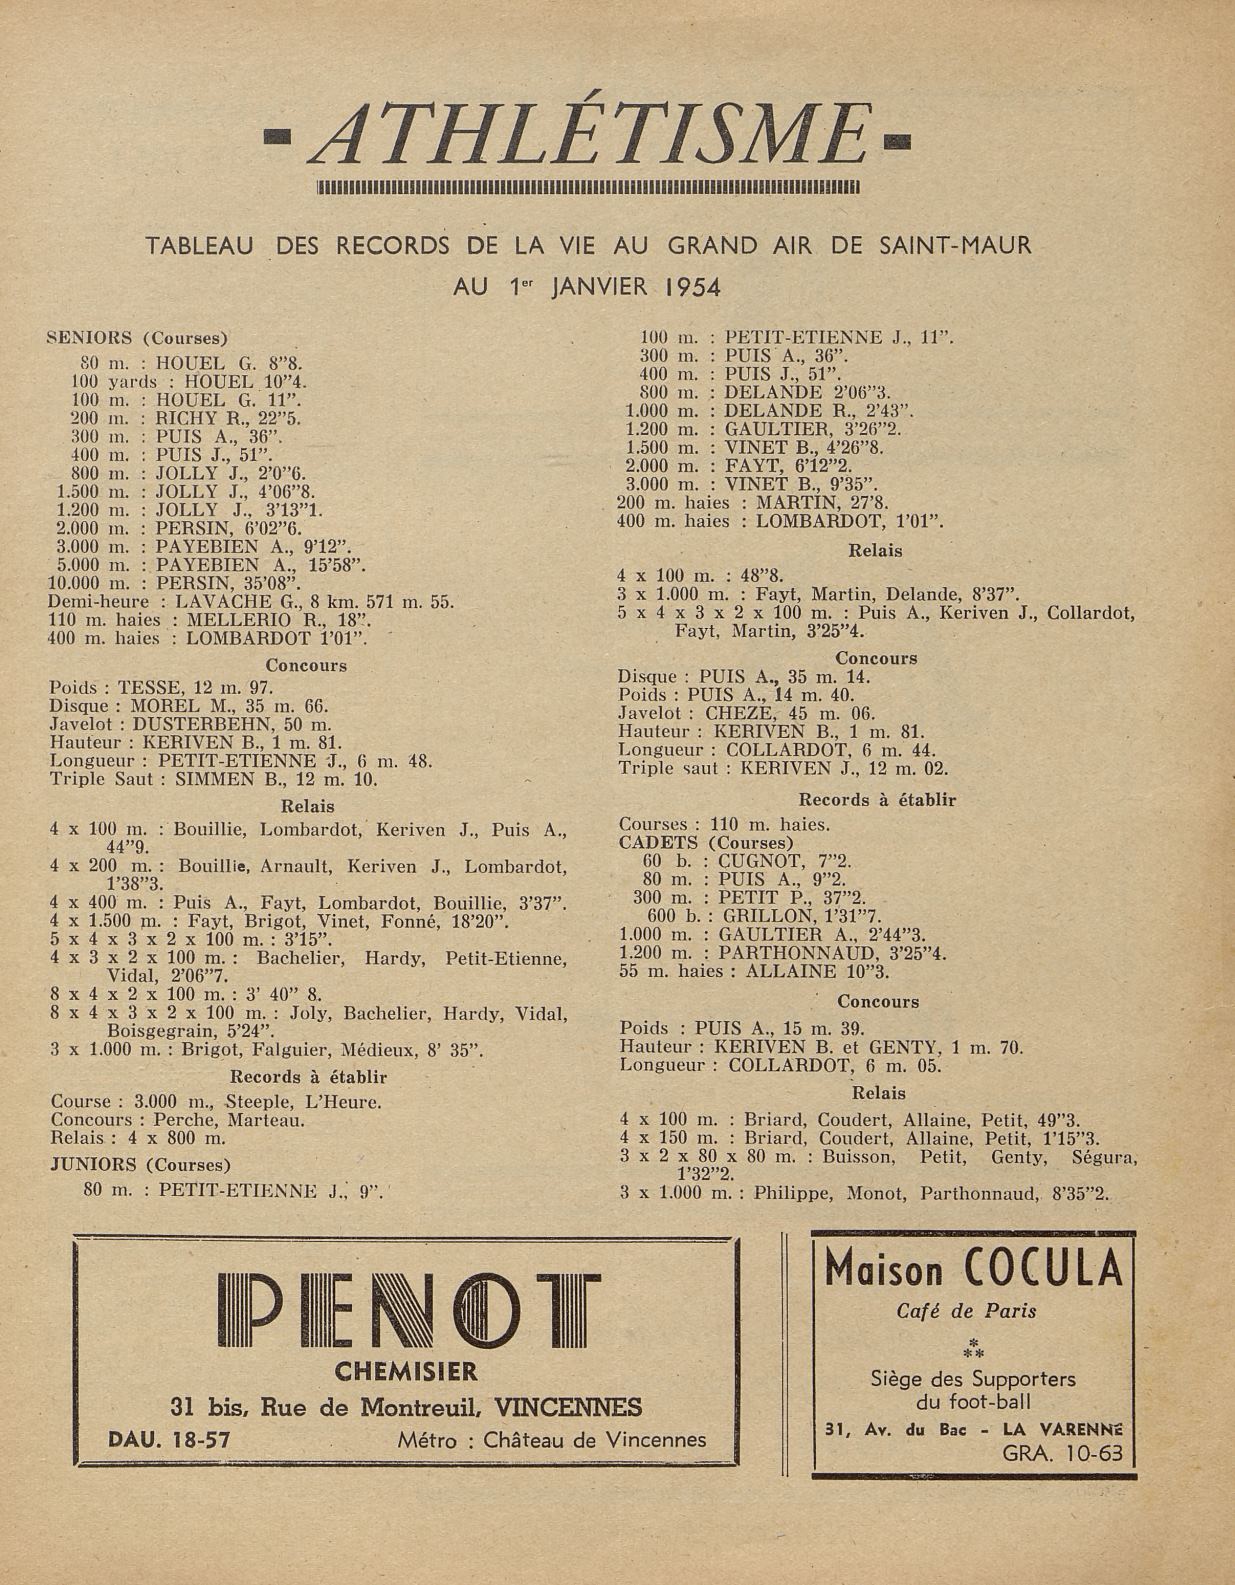 - ATHLÉTISME -
TABLEAU DES RECORDS DE LA VIE AU GRAND AIR DE SAINT-MAUR
AU 1er JANVIER 1954
SENIORS (Courses)
80 m. : HOUEL G. 8”8.
100 yards : HOUEL 10”4.
100 m. : HOUEL G. 11”.
200 m. : RICHY R., 22”5.
300 m. : PUIS A., 36”.
400 m. : PUIS J., 51”.
800 m. : JOLLY J., 2’0”6.
1.500 m. : JOLLY J., 4’06”8.
1.200 m. : JOLLY J., 3’13”1.
2.000 m. : PERSIN, 6’02”6.
3.000 m. : PAYEBIEN A., 9’12”.
5.000 m. : PAYEBIEN A., 15’58”.
10.000 m. : PERSIN, 35’08”.
Demi-heure : LAVACHE G., 8 km. 571 m. 55.
110 m. haies : MELLERIO R., 18”.
400 m. haies : LOMBARDOT 1’01”.
Concours
Poids : TESSE, 12 m. 97.
Disque : MOREL M., 35 m. 66.
Javelot : DUSTERBEHN, 50 m.
Hauteur : KERIVEN B., 1 m. 81.
Longueur : PETIT-ETIENNE J., 6 m. 48.
Triple Saut : SIMMEN B., 12 m. 10.
Relais
4 x 100 m. : Bouillie, Lombardot, Keriven J., Puis A.,
44”9.
4 x 200 m. : Bouillie, Arnault, Keriven J., Lombardot,
1’38”3.
4 x 400 m. : Puis A., Fayt, Lombardot, Bouillie, 3’37”.
4 x 1.500 m. : Fayt, Brigot, Vinet, Fonné, 18’20”.
5 x 4 x 3 x 2 x 100 m. : 3’15”.
4 x 3 x 2 x 100 m. : Bachelier, Hardy, Petit-Etienne,
Vidal, 2’06”7.
8 x 4 x 2 x 100 m. : 3’ 40” 8.
8 x 4 x 3 x 2 x 100 m. : Joly, Bachelier, Hardy, Vidal,
Boisgegrain, 5’24”.
3 x 1.000 m. : Brigot, Falguier, Médieux, 8’ 35”.
Records à établir
Course : 3.000 m., Steeple, L’Heure.
Concours : Perche, Marteau.
Relais : 4 x 800 m.
JUNIORS (Courses)
80 m. : PETIT-ETIENNE J., 9”.
100 m. : PETIT-ETIENNE J., 11”.
300 m. : PUIS A., 36”.
400 m. : PUIS J., 51”.
800 m. : DELANDE 2’06”3.
1.000 m. : DELANDE R., 2’43”.
1.200 m. : GAULTIER, 3’26”2.
1.500 m. : VINET B., 4’26”8.
2.000 m. : FAYT, 6’12”2.
3.000 m. : VINET B., 9’35”.
200 m. haies : MARTIN, 27’8.
400 m. haies : LOMBARDOT, 1’01”.
Relais
4 x 100 m. : 48”8.
3 x 1.000 m. : Fayt, Martin, Delande, 8’37”.
5 x 4 x 3 x 2 x 100 m. : Puis A., Keriven J., Collardot,
Fayt, Martin, 3’25”4.
Concours
Disque : PUIS A., 35 m. 14.
Poids : PUIS A., 14 m. 40.
Javelot : CHEZE, 45 m. 06.
Hauteur : KERIVEN B., 1 m. 81.
Longueur : COLLARDOT, 6 m. 44.
Triple saut : KERIVEN J., 12 m. 02.
Records à établir
Courses : 110 m. haies.
CADETS (Courses)
60 b. : CUGNOT, 7”2.
80 m. : PUIS A., 9”2.
300 m. : PETIT P., 37”2.
600 b. : GRILLON, 1’31”7.
1.000 m. : GAULTIER A., 2’44”3.
1.200 m. : PARTHONNAUD, 3’25”4.
55 m. haies : ALLAINE 10”3.
Concours
Poids : PUIS A., 15 m. 39.
Hauteur : KERIVEN B. et GENTY, 1 m. 70.
Longueur : COLLARDOT, 6 m. 05.
Relais
4 x 100 m. : Briard, Coudert, Allaine, Petit, 49”3.
4 x 150 m. : Briard, Coudert, Allaine, Petit, 1’15”3.
3 x 2 x 80 x 80 m. : Buisson, Petit, Genty, Ségura,
1’32”2.
3 x 1.000 m. : Philippe, Monot, Parthonnaud, 8’35”2.
PENOT
CHEMISIER
31 bis, Rue de Montreuil, VINCENNES
DAU. 18-57 Métro : Château de Vincennes
Maison COCULA
Café de Paris
*
**
Siège des Supporters
du foot-ball
31, Av. du Bac - LA VARENNE
GRA. 10-63